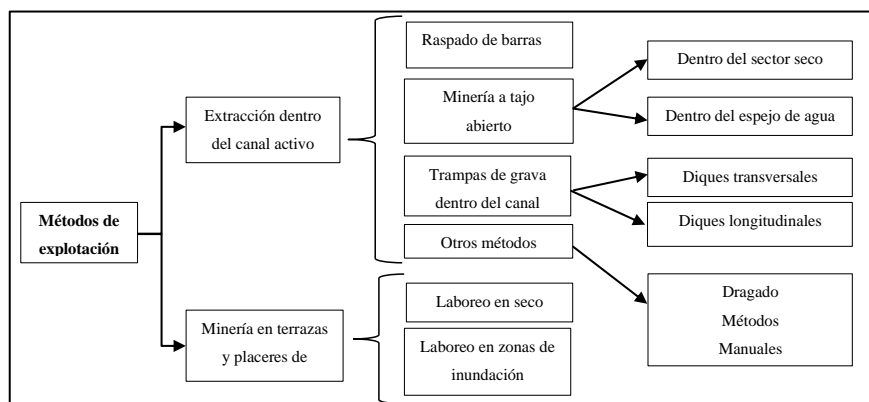 Métodos de
explotación
Extracción dentro
del canal activo
Minería en terrazas
y placeres de
Raspado de barras
Minería a tajo
abierto
Trampas de grava
dentro del canal
Otros métodos
Laboreo en seco
Laboreo en zonas de
inundación
Dentro del sector seco
Dentro del espejo de agua
Diques transversales
Diques longitudinales
Dragado
Métodos
Manuales